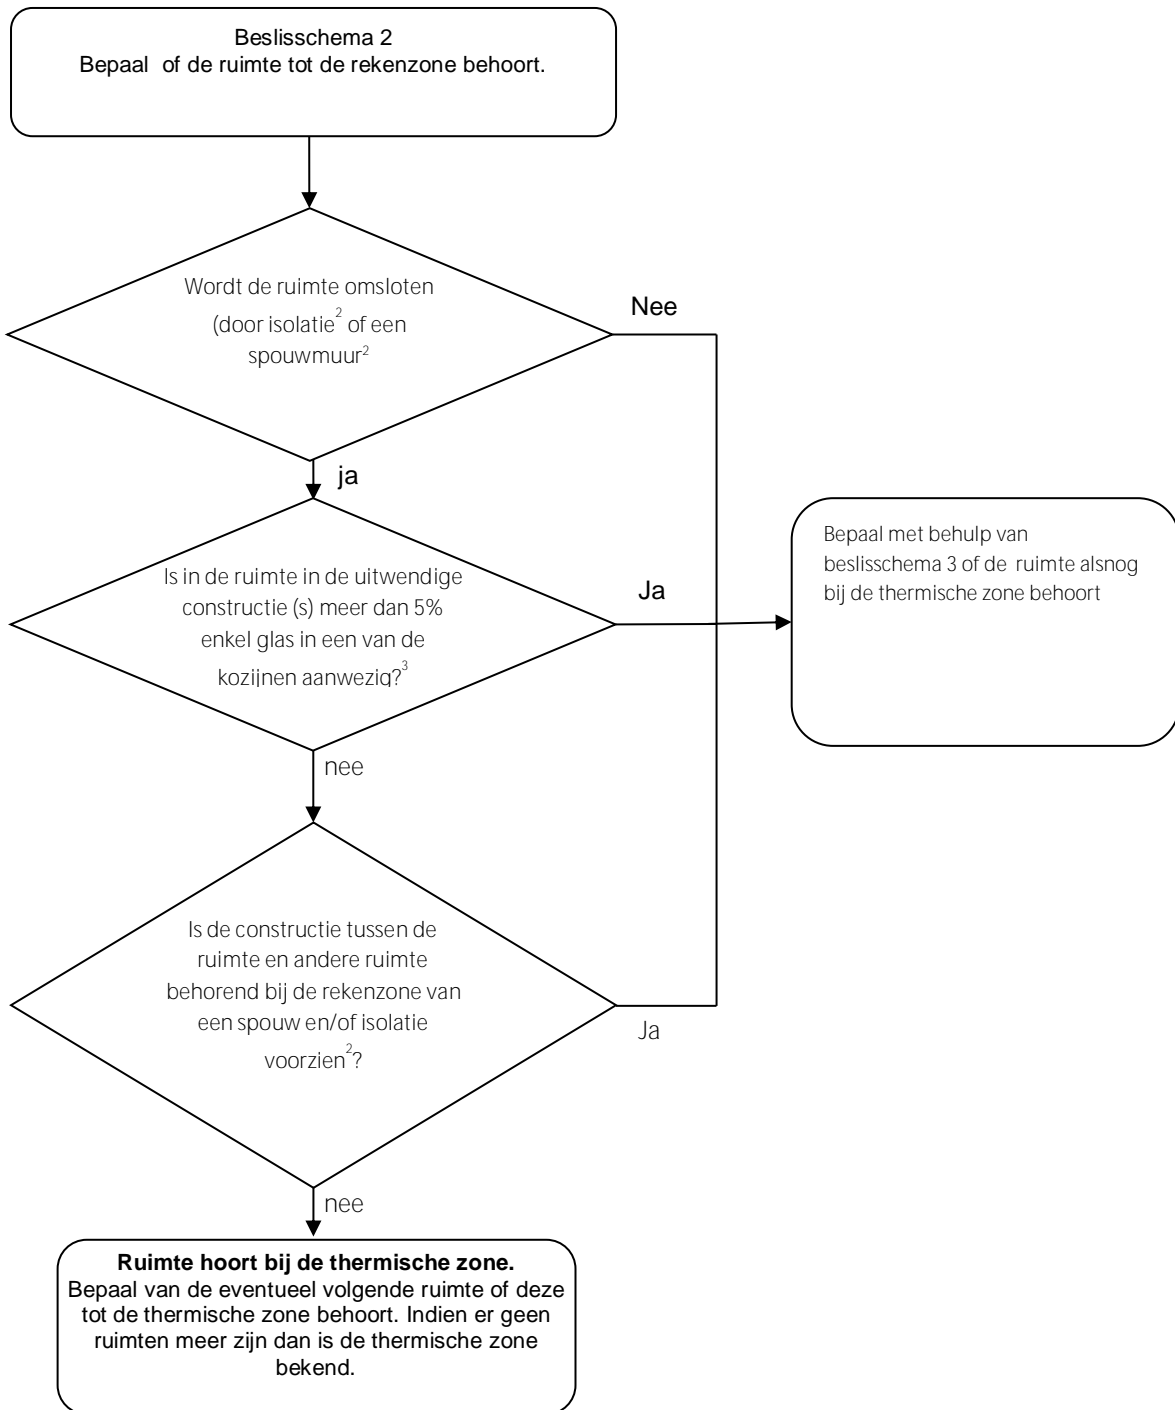 Beslisschema 2
Bepaal of de ruimte tot de rekenzone behoort.
Wordt de ruimte omsloten
(door isolatie² of een
spouwmuur²
Nee
ja
Is in de ruimte in de uitwendige
constructie (s) meer dan 5%
enkel glas in een van de
kozijnen aanwezig?³
Ja
Bepaal met behulp van
beslisschema 3 of de ruimte alsnog
bij de thermische zone behoort
nee
Is de constructie tussen de
ruimte en andere ruimte
behorend bij de rekenzone van
een spouw en/of isolatie
voorzien²?
Ja
nee
Ruimte hoort bij de thermische zone.
Bepaal van de eventueel volgende ruimte of deze
tot de thermische zone behoort. Indien er geen
ruimten meer zijn dan is de thermische zone
bekend.